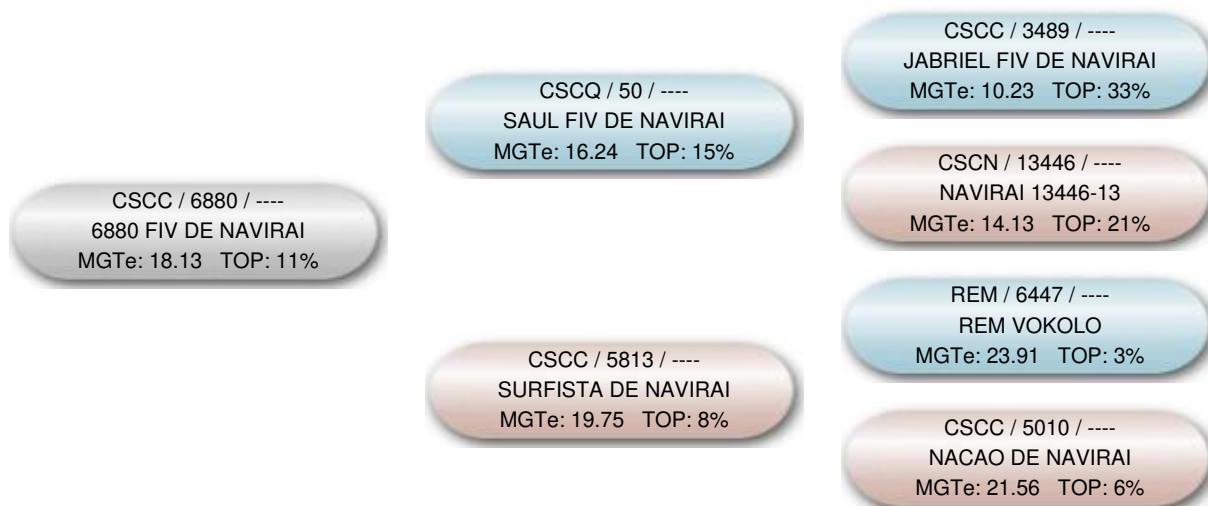 CSCC / 6880 / ----
6880 FIV DE NAVIRAI
MGTe: 18.13 TOP: 11%
CSCQ / 50 / ----
SAUL FIV DE NAVIRAI
MGTe: 16.24 TOP: 15%
CSCC / 5813 / ----
SURFISTA DE NAVIRAI
MGTe: 19.75 TOP: 8%
CSCC / 3489 / ----
JABRIEL FIV DE NAVIRAI
MGTe: 10.23 TOP: 33%
CSCN / 13446 / ----
NAVIRAI 13446-13
MGTe: 14.13 TOP: 21%
REM / 6447 / ----
REM VOKOLO
MGTe: 23.91 TOP: 3%
CSCC / 5010 / ----
NACAO DE NAVIRAI
MGTe: 21.56 TOP: 6%